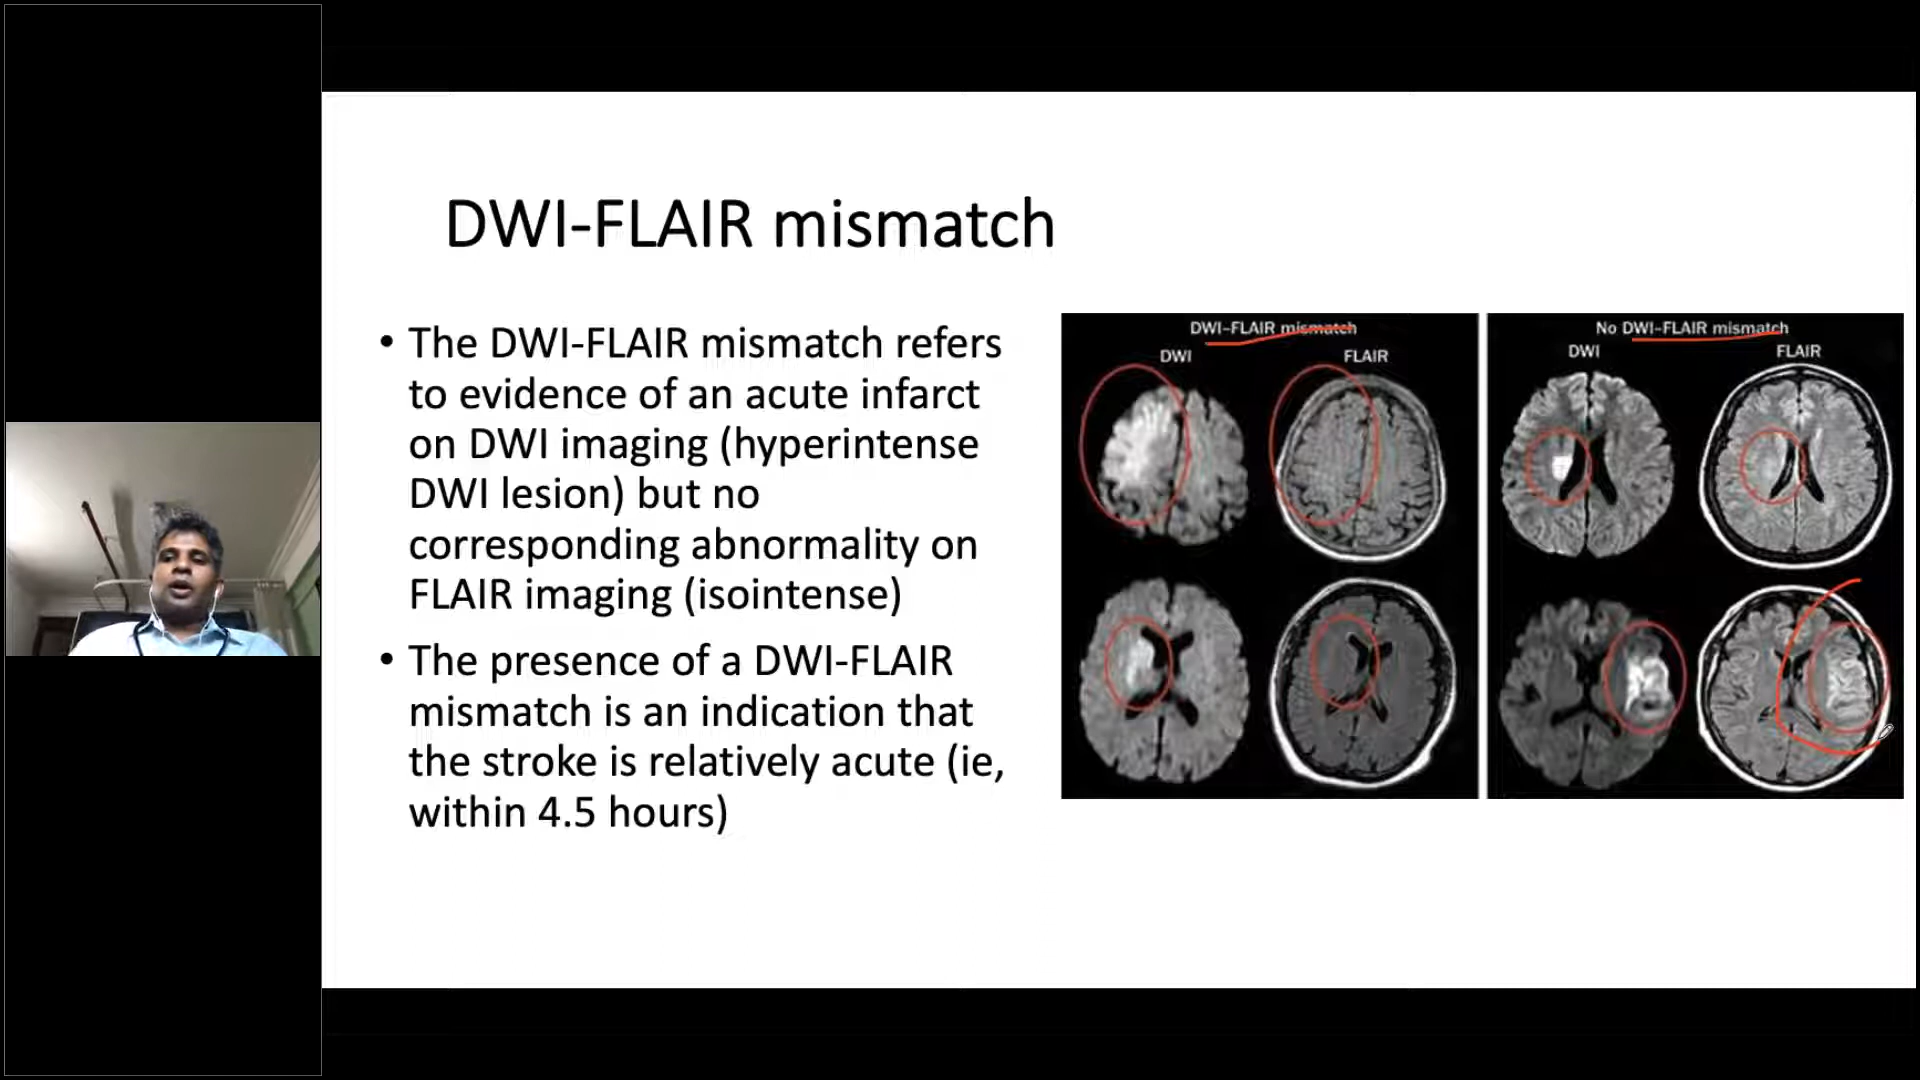 DWI-FLAIR mismatch
• The DWI-FLAIR mismatch refers
to evidence of an acute infarct
on DWI imaging (hyperintense
DWI lesion) but no
corresponding abnormality on
FLAIR imaging (isointense)
• The presence of a DWI-FLAIR
mismatch is an indication that
the stroke is relatively acute (ie,
within 4.5 hours)
DWI–FLAIR mismatch
DWI FLAIR
No DWI–FLAIR mismatch
DWI FLAIR